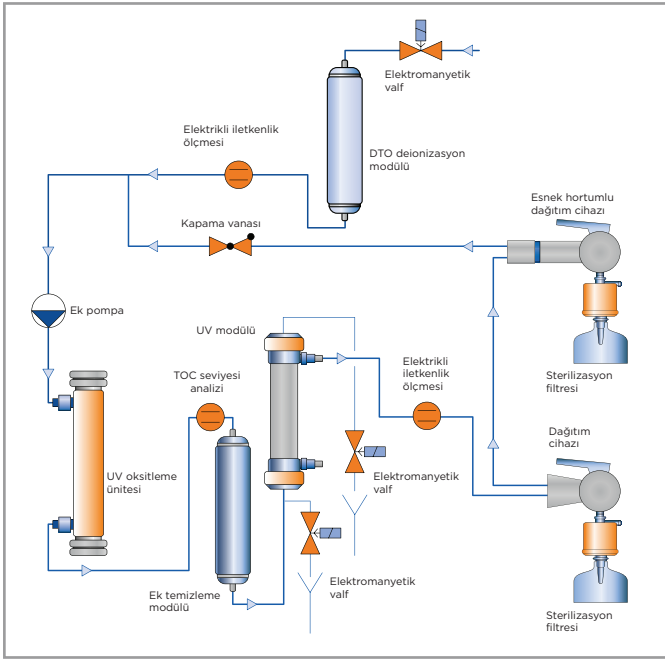 Elektromanyetik
valf
Elektrikli iletkenlik
ölçmesi
DTO deionizasyon
modülü
Esnek hortumlu
dağıtım cihazı
Kapama vanası
Ek pompa
UV modülü
TOC seviyesi
analizi
Elektrikli
iletkenlik
ölçmesi
Sterilizasyon
filtresi
Dağıtım
cihazı
UV oksitleme
ünitesi
Elektromanyetik
valf
Elektromanyetik
valf
Ek temizleme
modülü
Sterilizasyon
filtresi